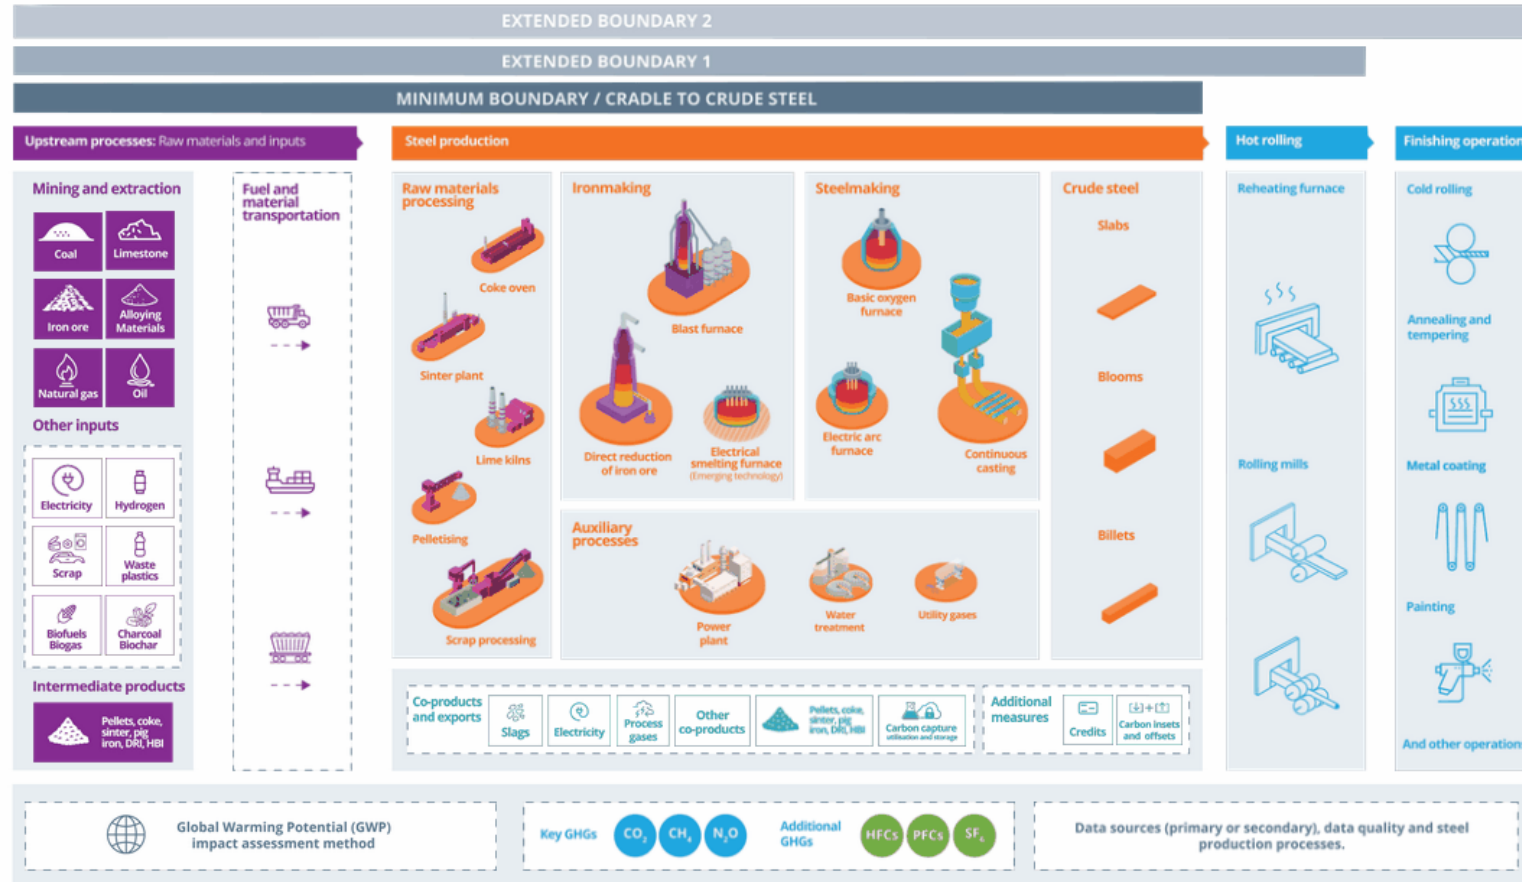 EXTENDED BOUNDARY 2
EXTENDED BOUNDARY 1
MINIMUM BOUNDARY / CRADLE TO CRUDE STEEL
Upstream processes: Raw materials and inputs
Steel production
Hot rolling
Finishing operation
Mining and extraction
Coal
Limestone
Iron ore
Alloying
Materials
Natural gas
Oil
Other inputs
Electricity
Hydrogen
Scrap
Waste
plastics
Biofuels
Biogas
Charcoal
Biochar
Intermediate products
Pellets, coke,
sinter, pig
iron, DRI, HBI
Fuel and
material
transportation
Raw materials
processing
Coke oven
Sinter plant
Lime kilns
Pelletising
Scrap processing
Ironmaking
Blast furnace
Direct reduction
of iron ore
Electrical
smelting furnace
(Emerging technology)
Steelmaking
Basic oxygen
furnace
Electric arc
furnace
Continuous
casting
Auxiliary
processes
Power
plant
Water
treatment
Utility gases
Crude steel
Slabs
Blooms
Billets
Reheating furnace
Rolling mills
Cold rolling
Annealing and
tempering
Metal coating
Painting
And other operation
Co-products
and exports
Slags
Electricity
Process
gases
Other
co-products
Pellets, coke,
sinter, pig
iron, DRI, HBI
Carbon capture
utilisation and storage
Additional
measures
Credits
Carbon insets
and offsets
Global Warming Potential (GWP)
impact assessment method
Key GHGs
CO₂
CH₄
N₂O
Additional
GHGs
HFCs
PFCs
SF₆
Data sources (primary or secondary), data quality and steel
production processes.